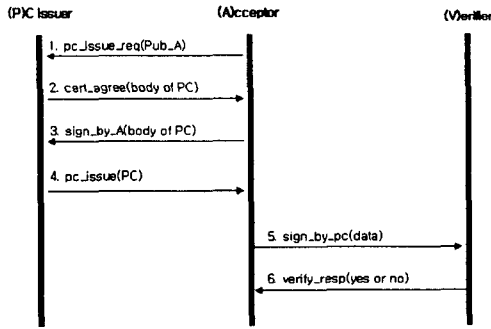 (P)C Issuer (A)cceptor (V)erifier
1. pc_issue_req(Pub_A)
2. cert_agree(body of PC)
3. sign_by_A(body of PC)
4. pc_issue(PC)
5. sign_by_pc(data)
6. verify_resp(yes or no)